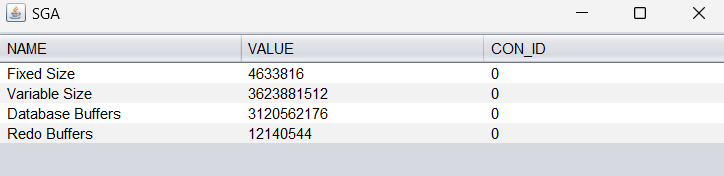 SGA
NAME VALUE CON_ID
Fixed Size 4633816 0
Variable Size 3623881512 0
Database Buffers 3120562176 0
Redo Buffers 12140544 0